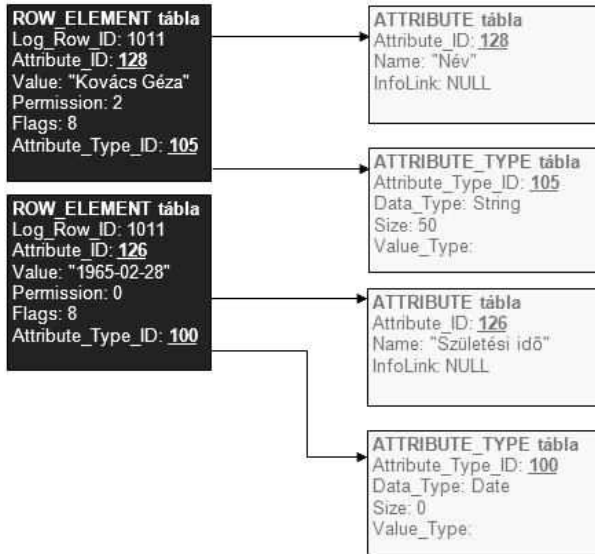 ROW_ELEMENT tábla
Log_Row_ID: 1011
Attribute_ID: 128
Value: "Kovács Géza"
Permission: 2
Flags: 8
Attribute_Type_ID: 105
ROW_ELEMENT tábla
Log_Row_ID: 1011
Attribute_ID: 126
Value: "1965-02-28"
Permission: 0
Flags: 8
Attribute_Type_ID: 100
ATTRIBUTE tábla
Attribute_ID: 128
Name: "Név"
InfoLink: NULL
ATTRIBUTE_TYPE tábla
Attribute_Type_ID: 105
Data_Type: String
Size: 50
Value_Type:
ATTRIBUTE tábla
Attribute_ID: 126
Name: "Születési idõ"
InfoLink: NULL
ATTRIBUTE_TYPE tábla
Attribute_Type_ID: 100
Data_Type: Date
Size: 0
Value_Type: